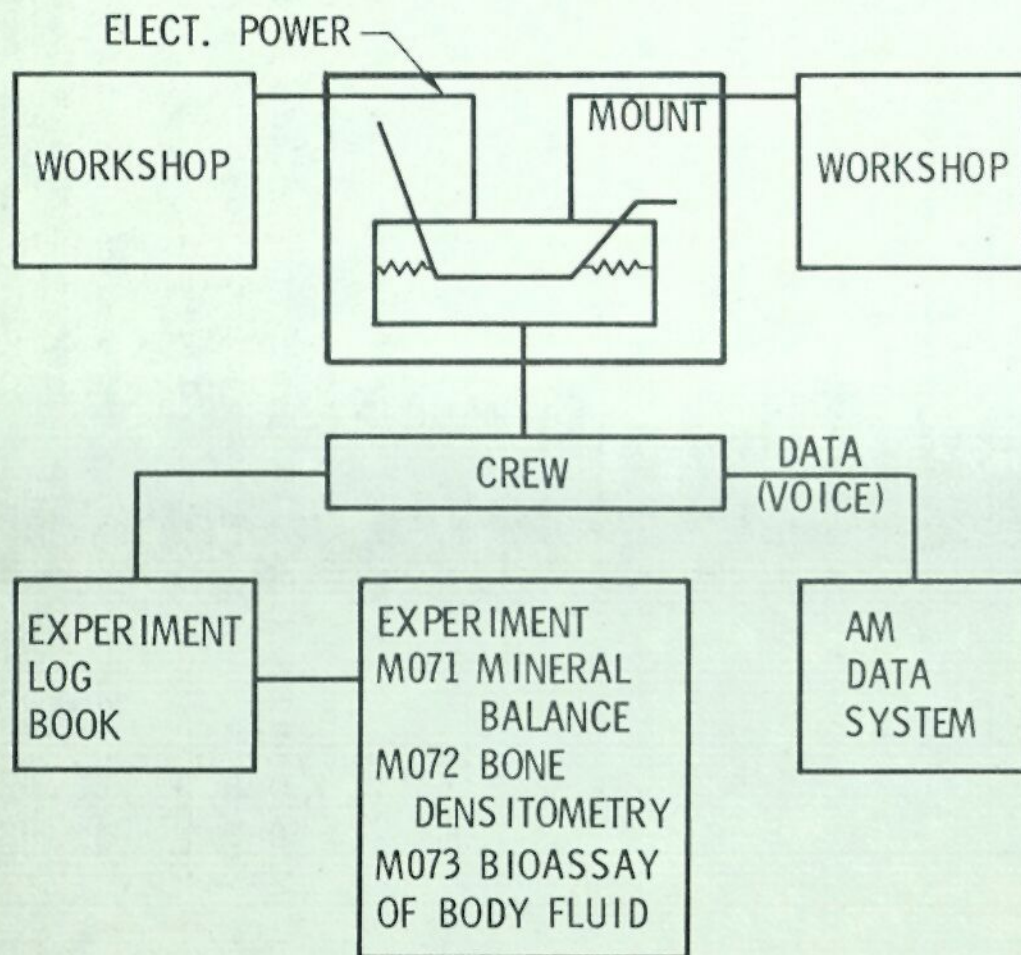 ELECT. POWER
WORKSHOP
MOUNT
WORKSHOP
CREW
DATA
(VOICE)
EXPERIMENT
LOG
BOOK
EXPERIMENT
M071 MINERAL
BALANCE
M072 BONE
DENSITOMETRY
M073 BIOASSAY
OF BODY FLUID
AM
DATA
SYSTEM